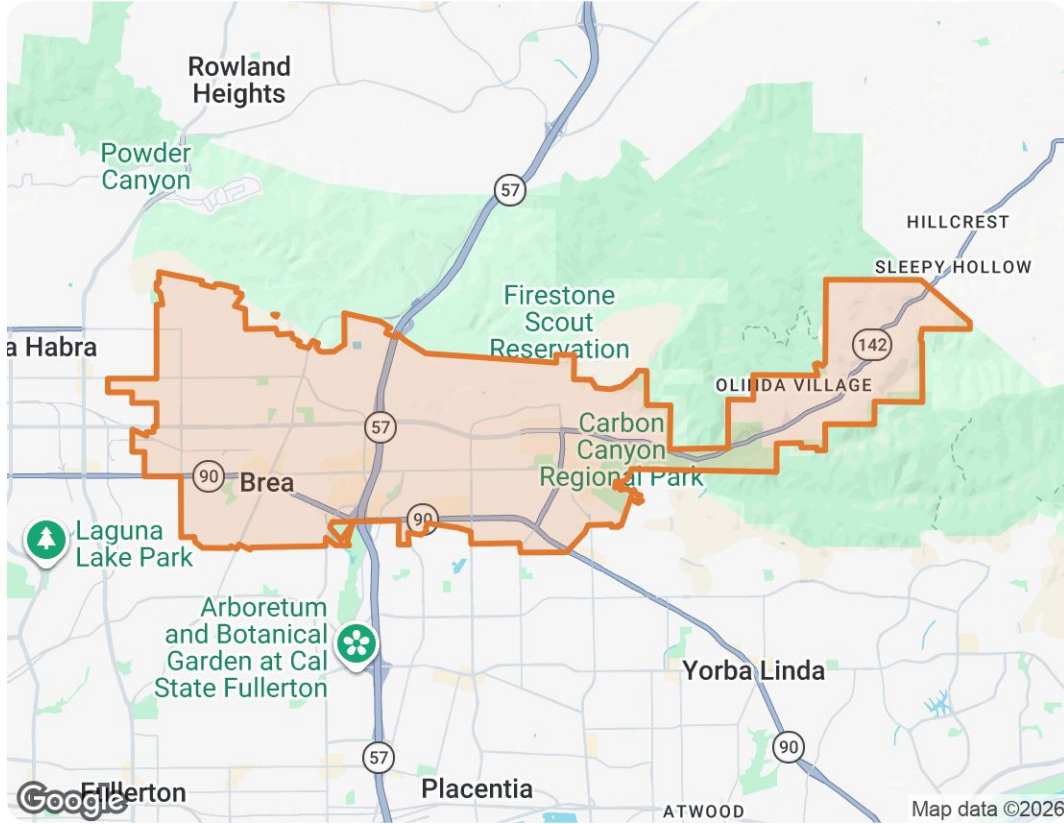 Rowland
Heights
Powder
Canyon
57
HILLCREST
SLEEPY HOLLOW
Firestone
Scout
Reservation
a Habra
142
OLINDA VILLAGE
57
Carbon
Canyon
Regional Park
90
Brea
90
Laguna
Lake Park
Arboretum
and Botanical
Garden at Cal
State Fullerton
Yorba Linda
57
90
Placentia
Fullerton
Google
ATWOOD
Map data ©2026